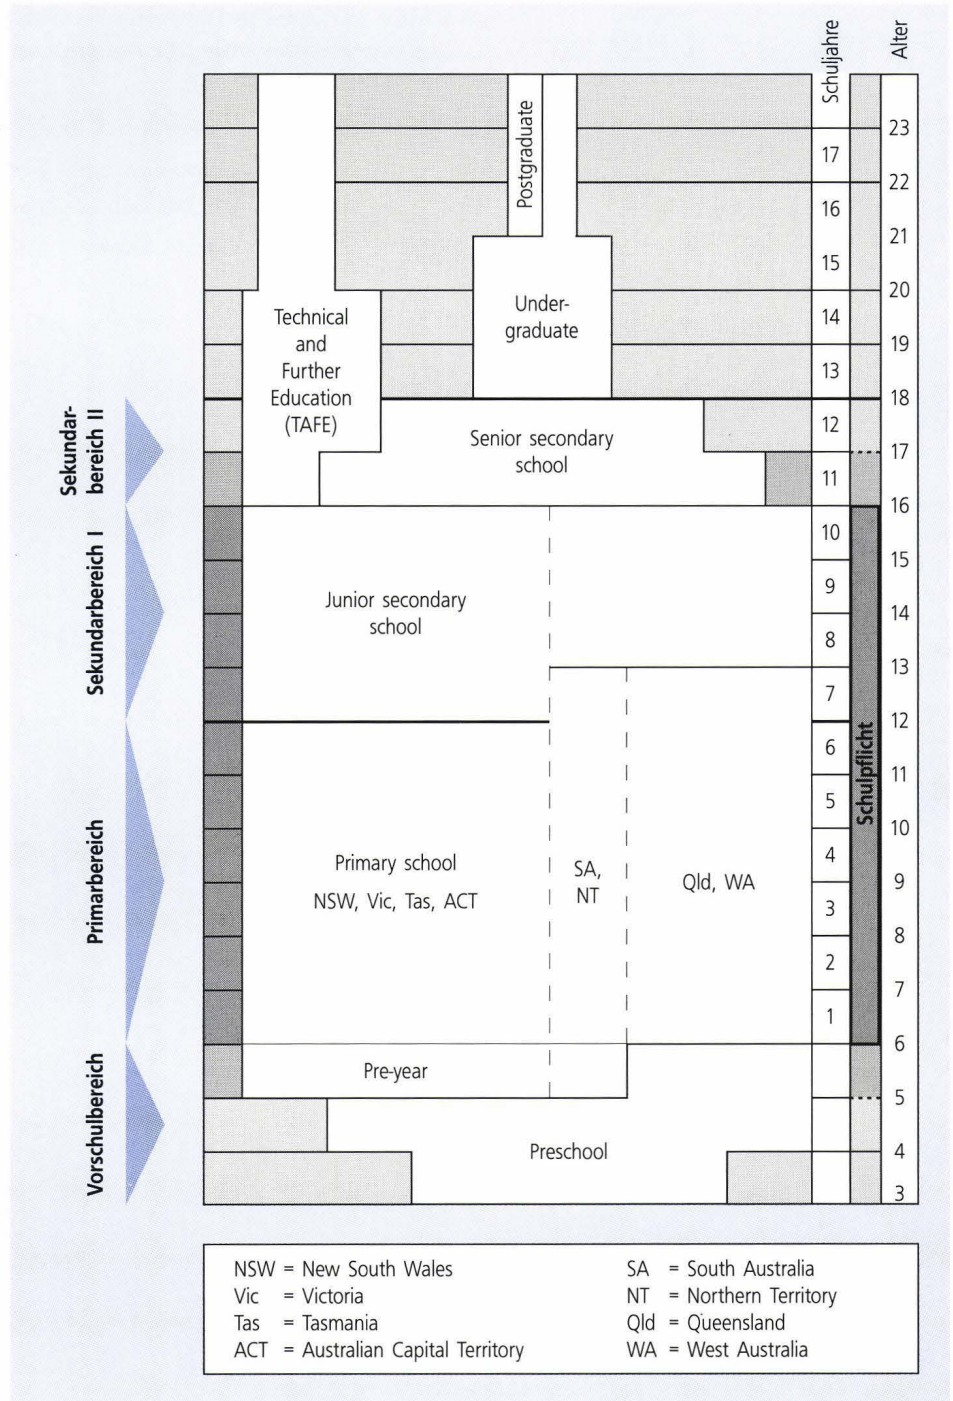 Schuljahre
Alter
23
17
22
Postgraduate
16
21
15
20
Technical
and
Further
Education
(TAFE)
Under-
graduate
14
19
13
18
Sekundar-
bereich II
Senior secondary
school
12
17
11
16
Sekundarbereich I
Junior secondary
school
10
15
9
14
8
13
7
12
Schulpflicht
6
11
5
10
Primarbereich
Primary school
NSW, Vic, Tas, ACT
SA,
NT
Qld, WA
4
9
3
8
2
7
1
6
Vorschulbereich
Pre-year
5
Preschool
4
3
NSW = New South Wales
Vic = Victoria
Tas = Tasmania
ACT = Australian Capital Territory
SA = South Australia
NT = Northern Territory
Qld = Queensland
WA = West Australia